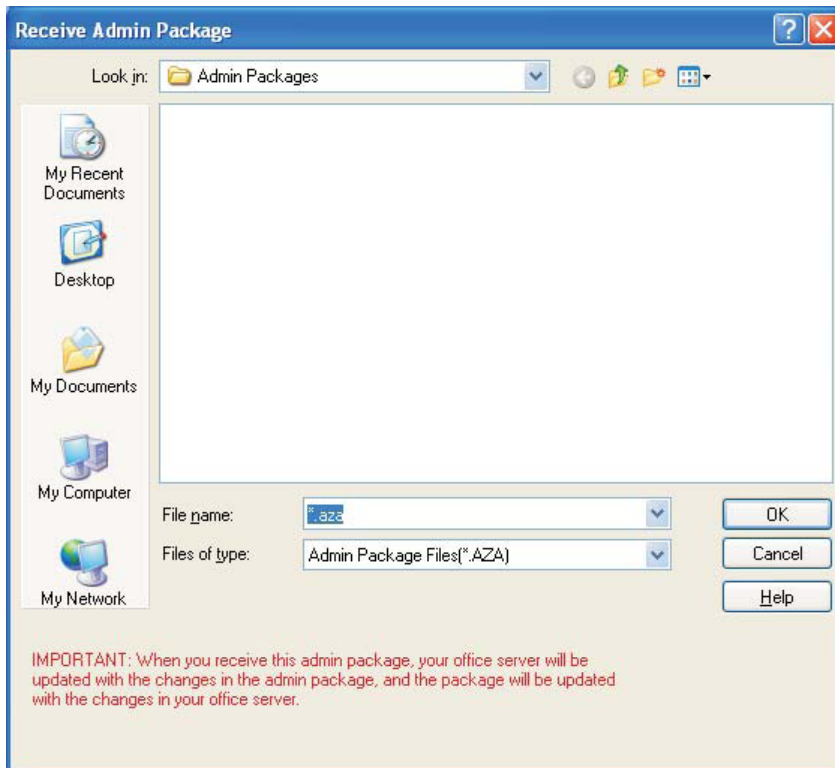 Receive Admin Package
Look in:
Admin Packages
My Recent
Documents
Desktop
My Documents
My Computer
My Network
File name:
*.aza
OK
Files of type:
Admin Package Files(*.AZA)
Cancel
Help
IMPORTANT: When you receive this admin package, your office server will be
updated with the changes in the admin package, and the package will be updated
with the changes in your office server.